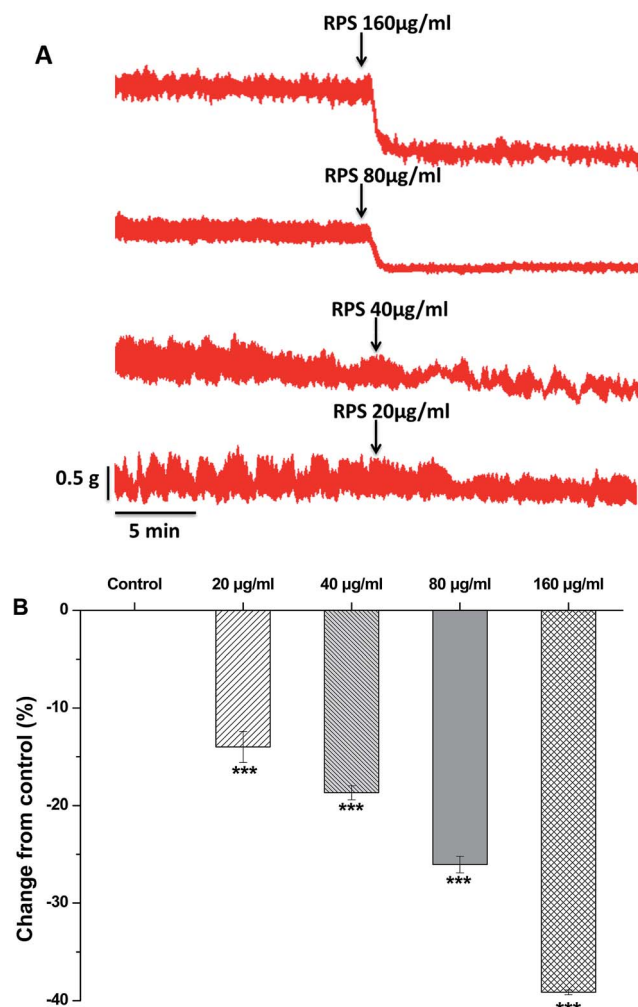 A
RPS 160µg/ml
RPS 80µg/ml
RPS 40µg/ml
RPS 20µg/ml
0.5 g
5 min
B
Control 20 µg/ml 40 µg/ml 80 µg/ml 160 µg/ml
0
-10
-20
-30
-40
Change from control (%)
***
***
***
***